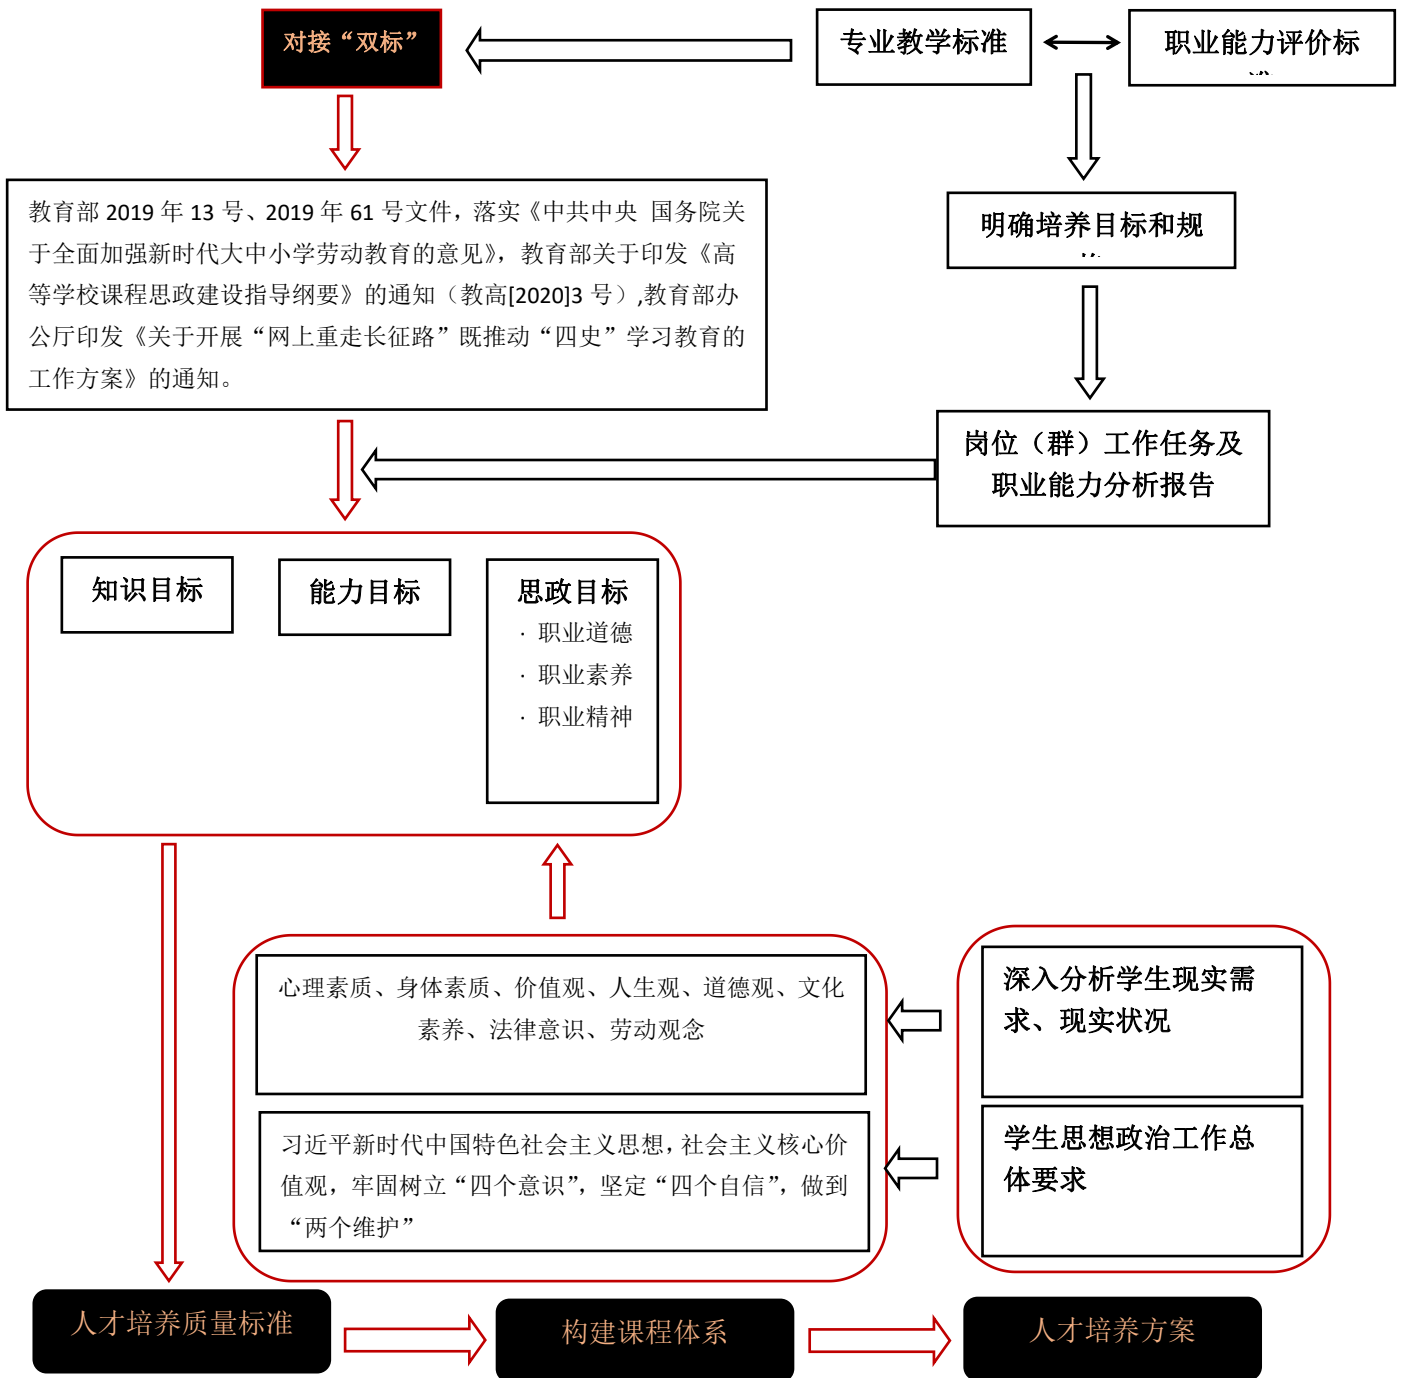 对接“双标”
专业教学标准
职业能力评价标
教育部 2019 年 13 号、2019 年 61 号文件，落实《中共中央 国务院关
于全面加强新时代大中小学劳动教育的意见》，教育部关于印发《高
等学校课程思政建设指导纲要》的通知（教高[2020]3 号）,教育部办
公厅印发《关于开展“网上重走长征路”既推动“四史”学习教育的
工作方案》的通知。
明确培养目标和规
岗位（群）工作任务及
职业能力分析报告
知识目标
能力目标
思政目标
· 职业道德
· 职业素养
· 职业精神
心理素质、身体素质、价值观、人生观、道德观、文化
素养、法律意识、劳动观念
深入分析学生现实需
求、现实状况
习近平新时代中国特色社会主义思想，社会主义核心价
值观，牢固树立“四个意识”，坚定“四个自信”，做到
“两个维护”
学生思想政治工作总
体要求
人才培养质量标准
构建课程体系
人才培养方案